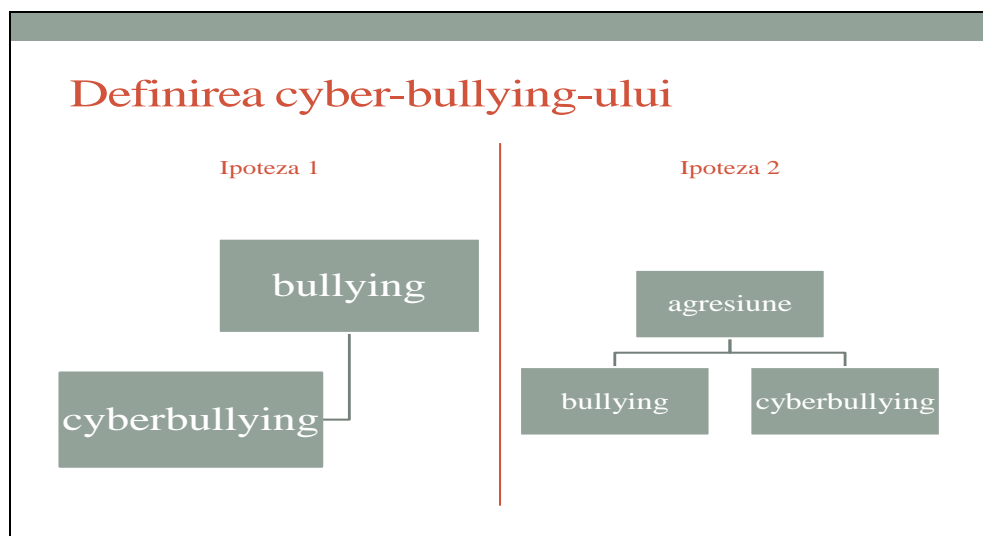 Definirea cyber-bullying-ului
Ipoteza 1
bullying
cyberbullying
Ipoteza 2
agresiune
bullying
cyberbullying